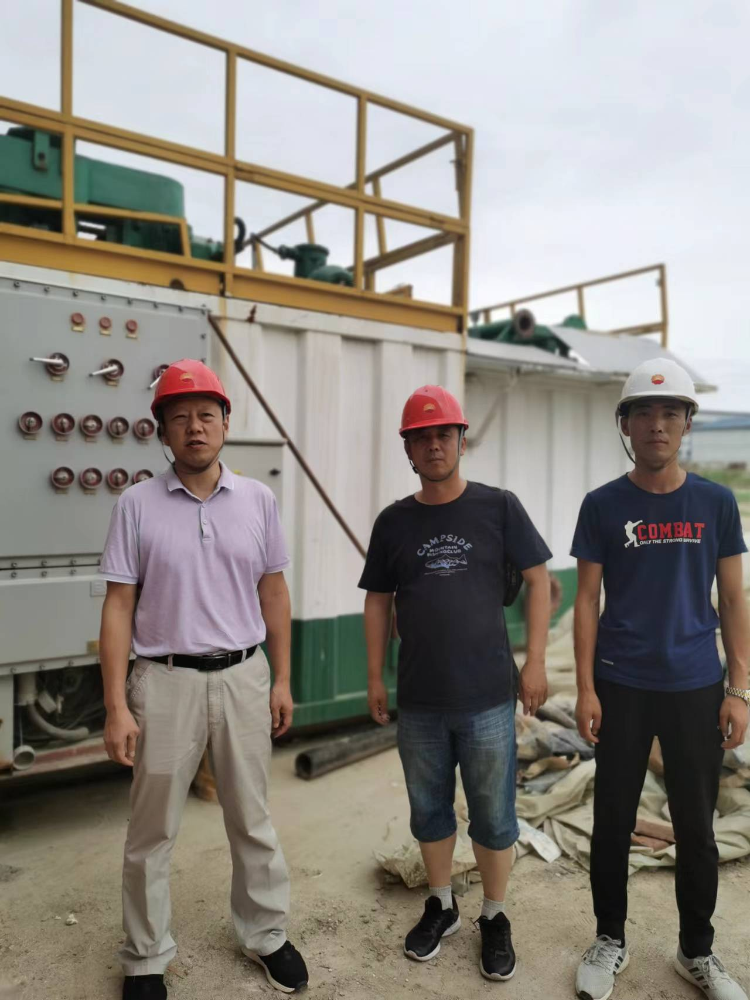 CAMPSIDE
MOUNTAIN
FISHINGCLUB
COMBAT
ONLY THE STRONG URVIVE